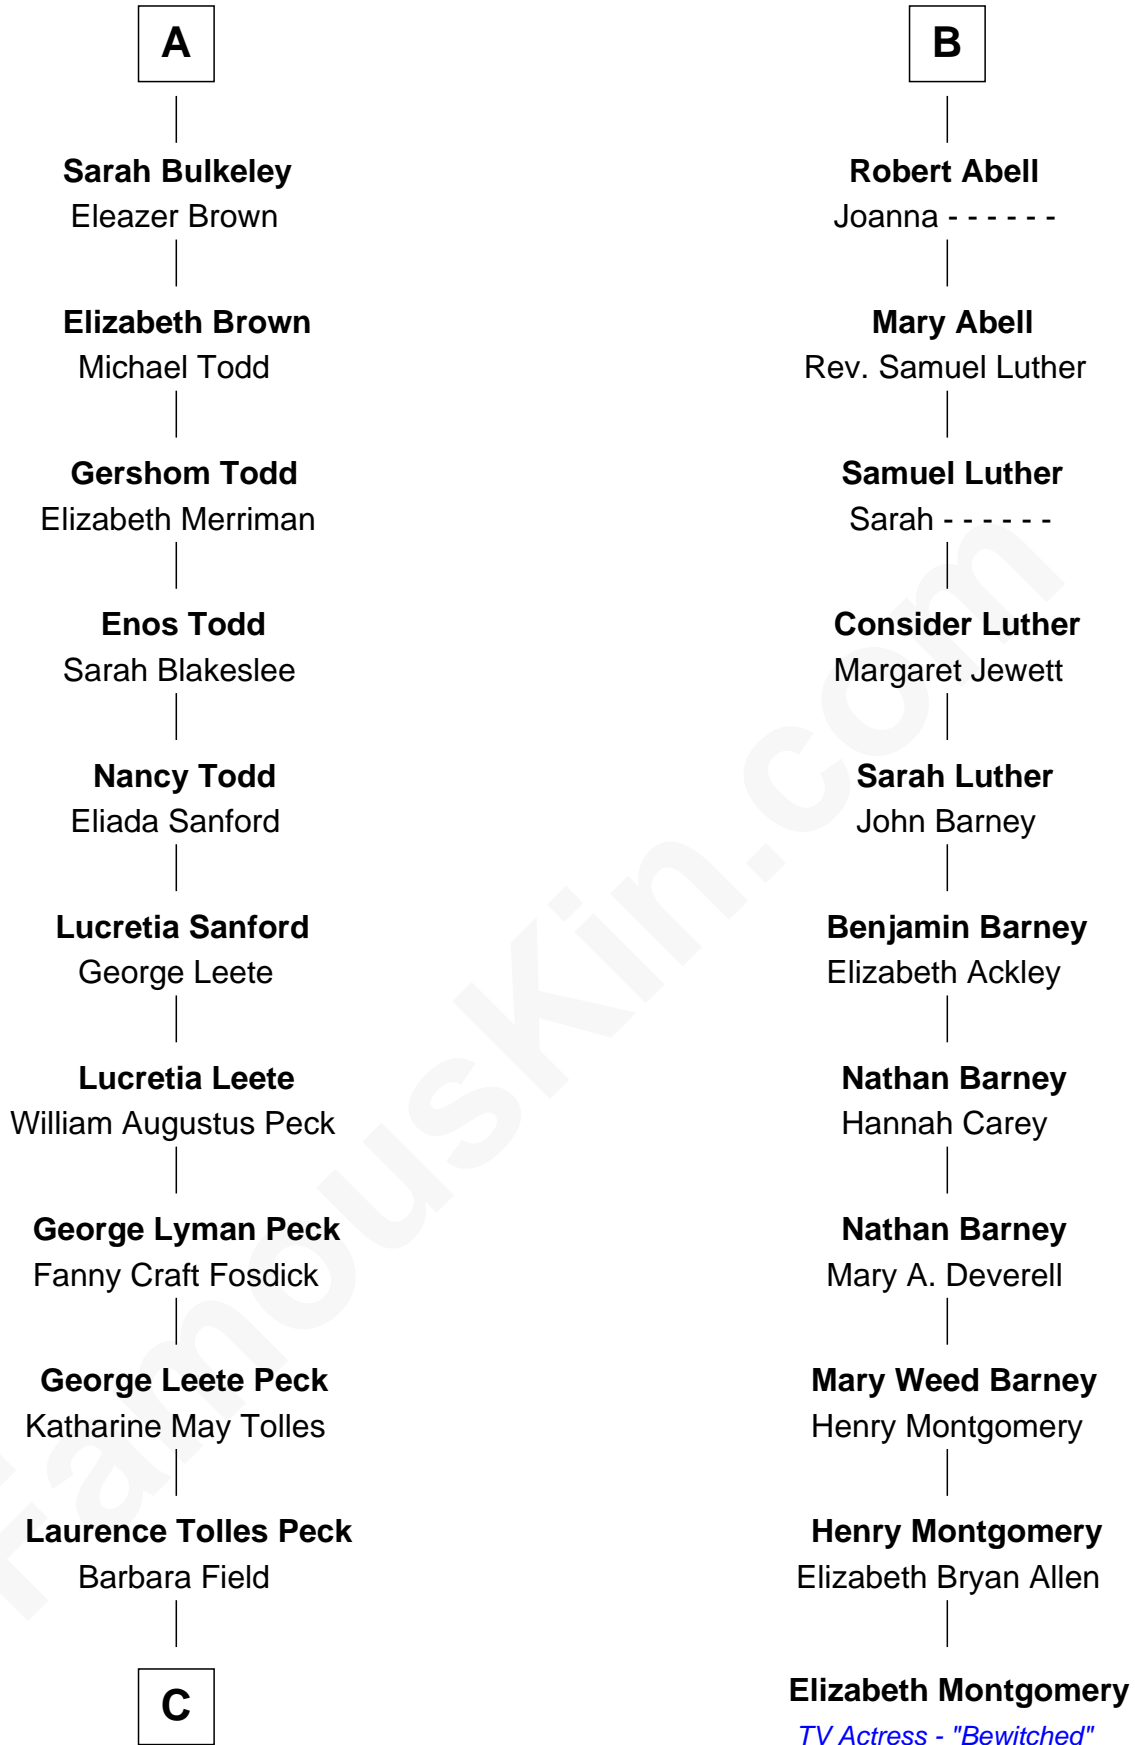 A
Sarah Bulkeley
Eleazer Brown
Elizabeth Brown
Michael Todd
Gershom Todd
Elizabeth Merriman
Enos Todd
Sarah Blakeslee
Nancy Todd
Eliada Sanford
Lucretia Sanford
George Leete
Lucretia Leete
William Augustus Peck
George Lyman Peck
Fanny Craft Fosdick
George Leete Peck
Katharine May Tolles
Laurence Tolles Peck
Barbara Field
C
B
Robert Abell
Joanna - - - - - -
Mary Abell
Rev. Samuel Luther
Samuel Luther
Sarah - - - - - -
Consider Luther
Margaret Jewett
Sarah Luther
John Barney
Benjamin Barney
Elizabeth Ackley
Nathan Barney
Hannah Carey
Nathan Barney
Mary A. Deverell
Mary Weed Barney
Henry Montgomery
Henry Montgomery
Elizabeth Bryan Allen
Elizabeth Montgomery
TV Actress - "Bewitched"
FamousKin.com